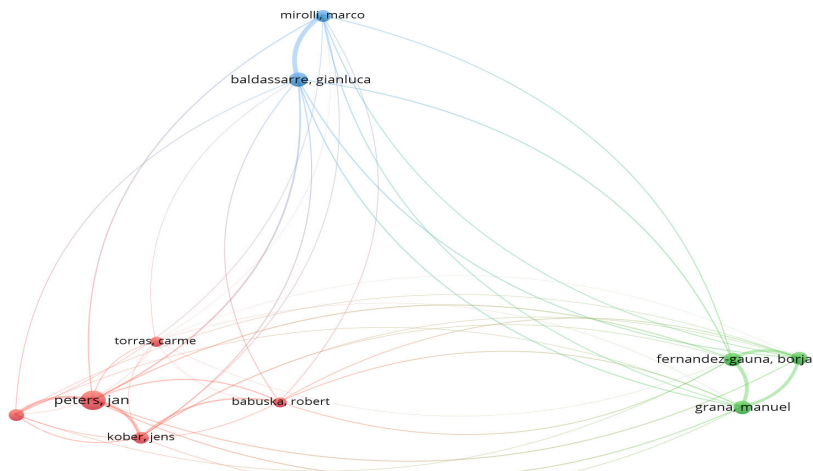 mirolli, marco
baldassarre, gianluca
torras, carme
fernandez-gauna, borja
peters, jan
babuska, robert
grana, manuel
kober, jens